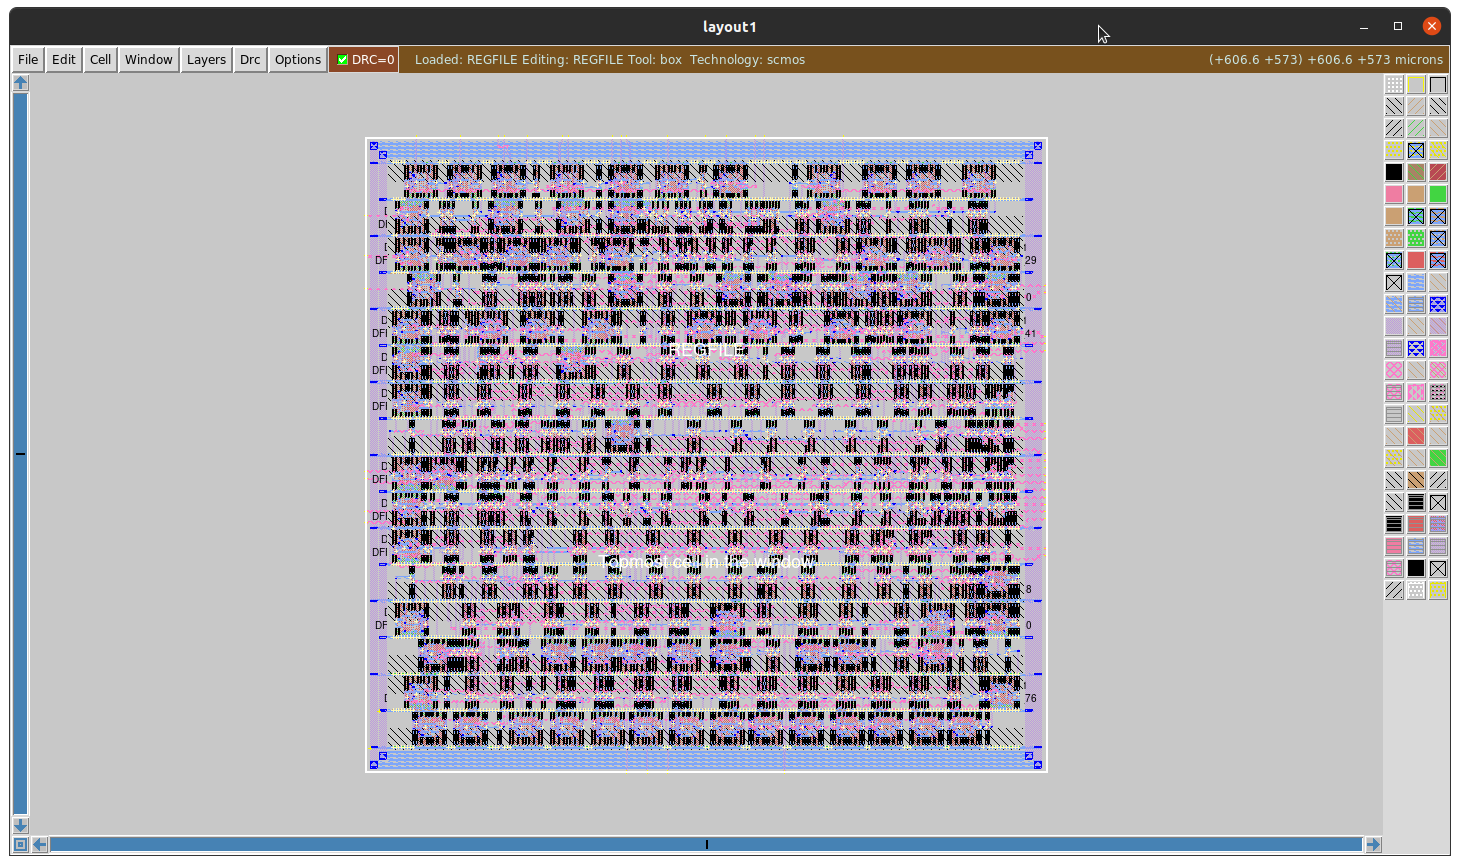 layout1
File Edit Cell Window Layers Drc Options DRC=0 Loaded: REGFILE Editing: REGFILE Tool: box Technology: scmos (+606.6 +573) +606.6 +573 microns
DF
29
0
D
DFI
41
REGFILE
D
DFI
D
DFI
D
DFI
DFI
D
DFI
Topmost cell in the window
8
DF
0
76